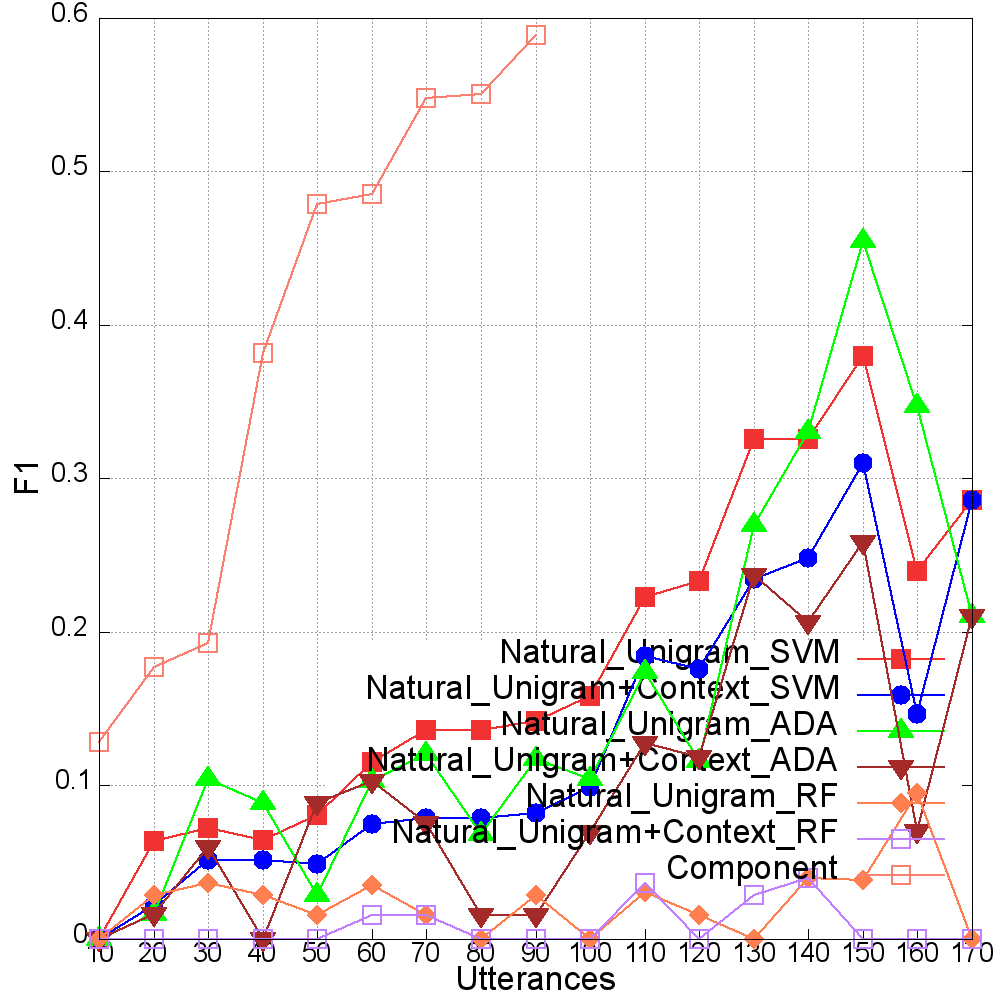 0.6
0.5
0.4
0.3
0.2
0.1
0
F1
Natural_Unigram_SVM
Natural_Unigram+Context_SVM
Natural_Unigram_ADA
Natural_Unigram+Context_ADA
Natural_Unigram_RF
Natural_Unigram+Context_RF
Component
10 20 30 40 50 60 70 80 90 100 110 120 130 140 150 160 170
Utterances